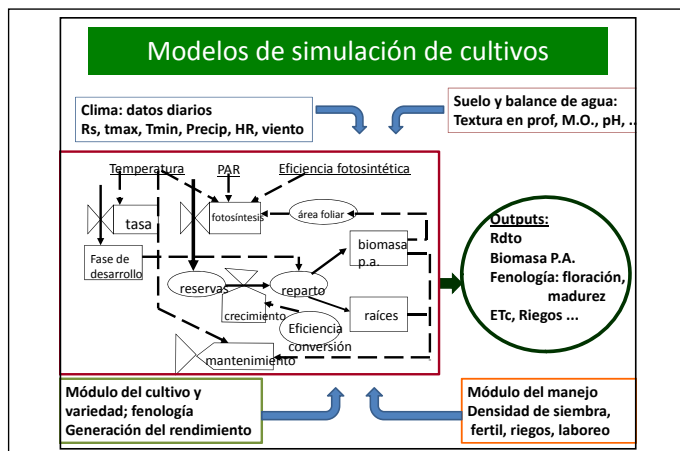 Modelos de simulación de cultivos
Clima: datos diarios
Rs, tmax, Tmin, Precip, HR, viento
Suelo y balance de agua:
Textura en prof, M.O., pH, ..
Temperatura
PAR
Eficiencia fotosintética
tasa
fotosíntesis
área foliar
Fase de
desarrollo
biomasa
p.a.
reservas
reparto
crecimiento
raíces
Eficiencia
conversión
mantenimiento
Outputs:
Rdto
Biomasa P.A.
Fenología: floración,
madurez
ETc, Riegos ...
Módulo del cultivo y
variedad; fenología
Generación del rendimiento
Módulo del manejo
Densidad de siembra,
fertil, riegos, laboreo